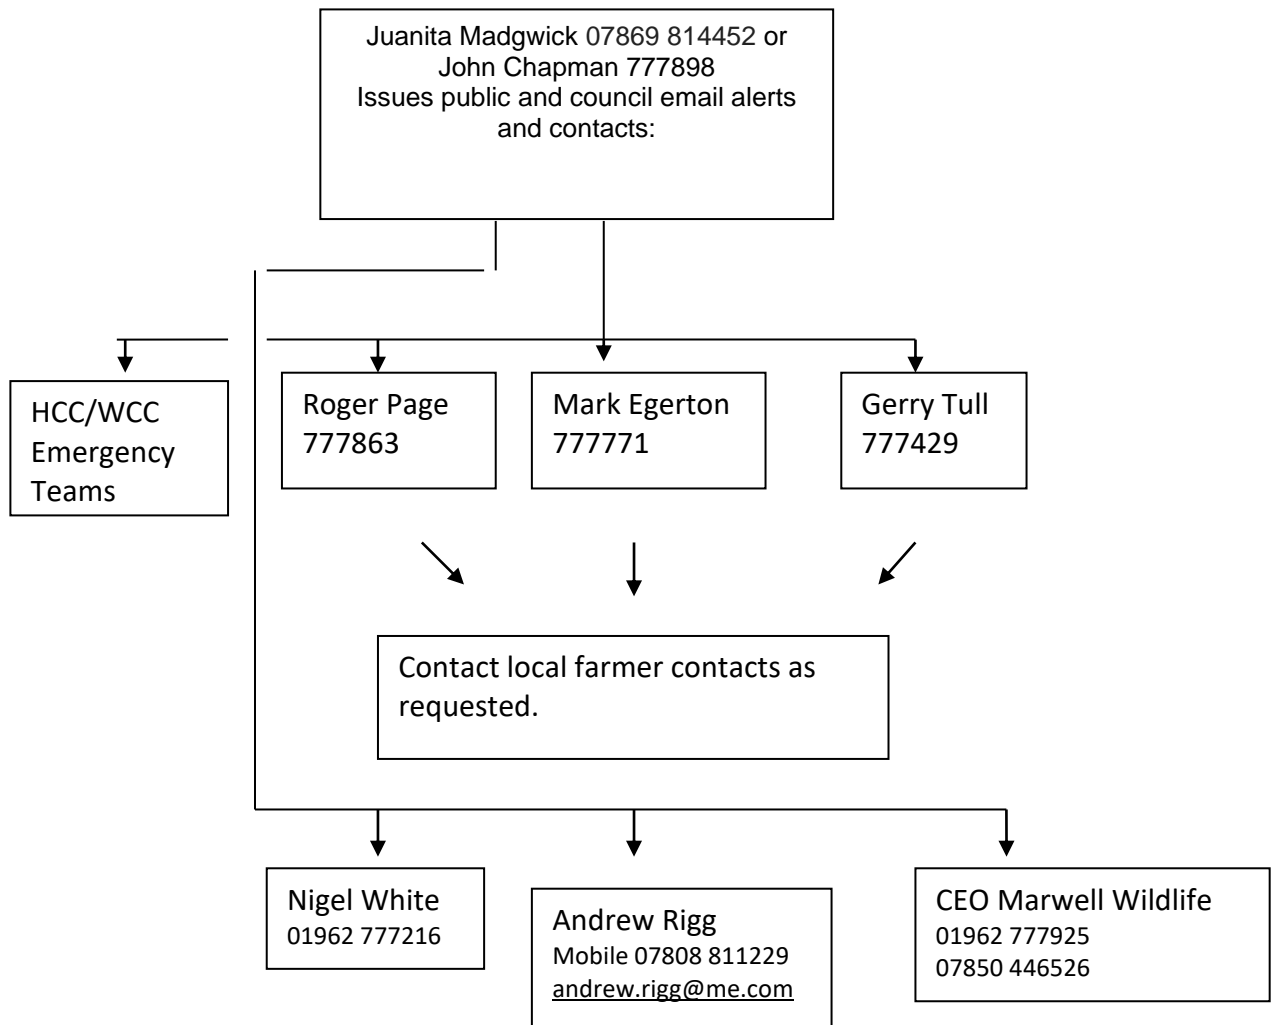 Juanita Madgwick 07869 814452 or
John Chapman 777898
Issues public and council email alerts
and contacts:
HCC/WCC
Emergency
Teams
Roger Page
777863
Mark Egerton
777771
Gerry Tull
777429
Contact local farmer contacts as
requested.
Nigel White
01962 777216
Andrew Rigg
Mobile 07808 811229
andrew.rigg@me.com
CEO Marwell Wildlife
01962 777925
07850 446526